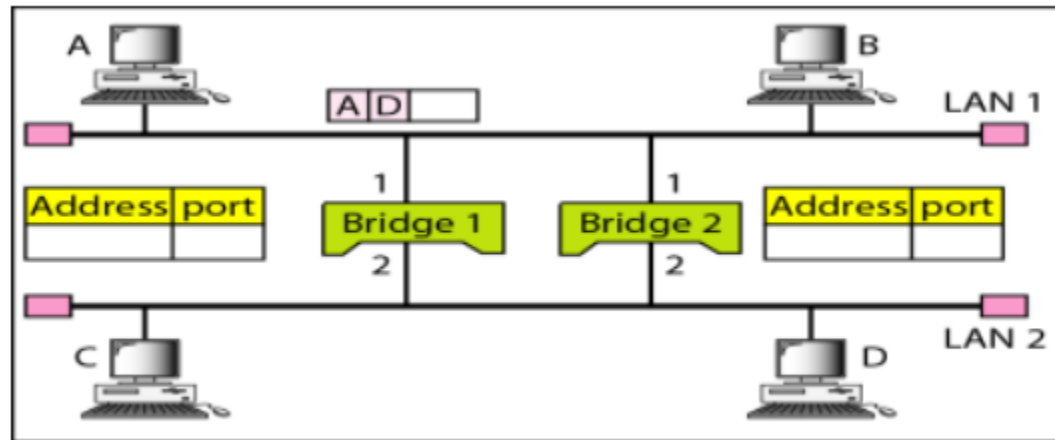 A
B
A D
LAN 1
1
1
Address port
Bridge 1
Bridge 2
Address port
2
2
C
D
LAN 2